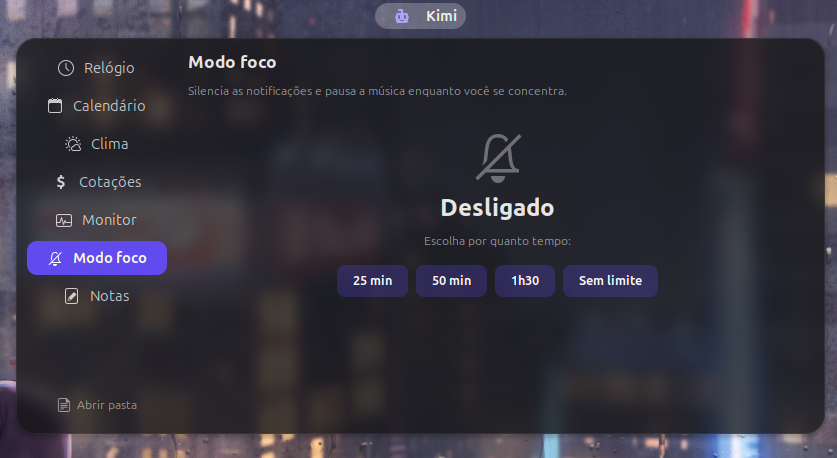 Kimi
Relógio
Calendário
Clima
Cotações
Monitor
Modo foco
Notas
Abrir pasta
Modo foco
Silencia as notificações e pausa a música enquanto você se concentra.
Desligado
Escolha por quanto tempo:
25 min 50 min 1h30 Sem limite